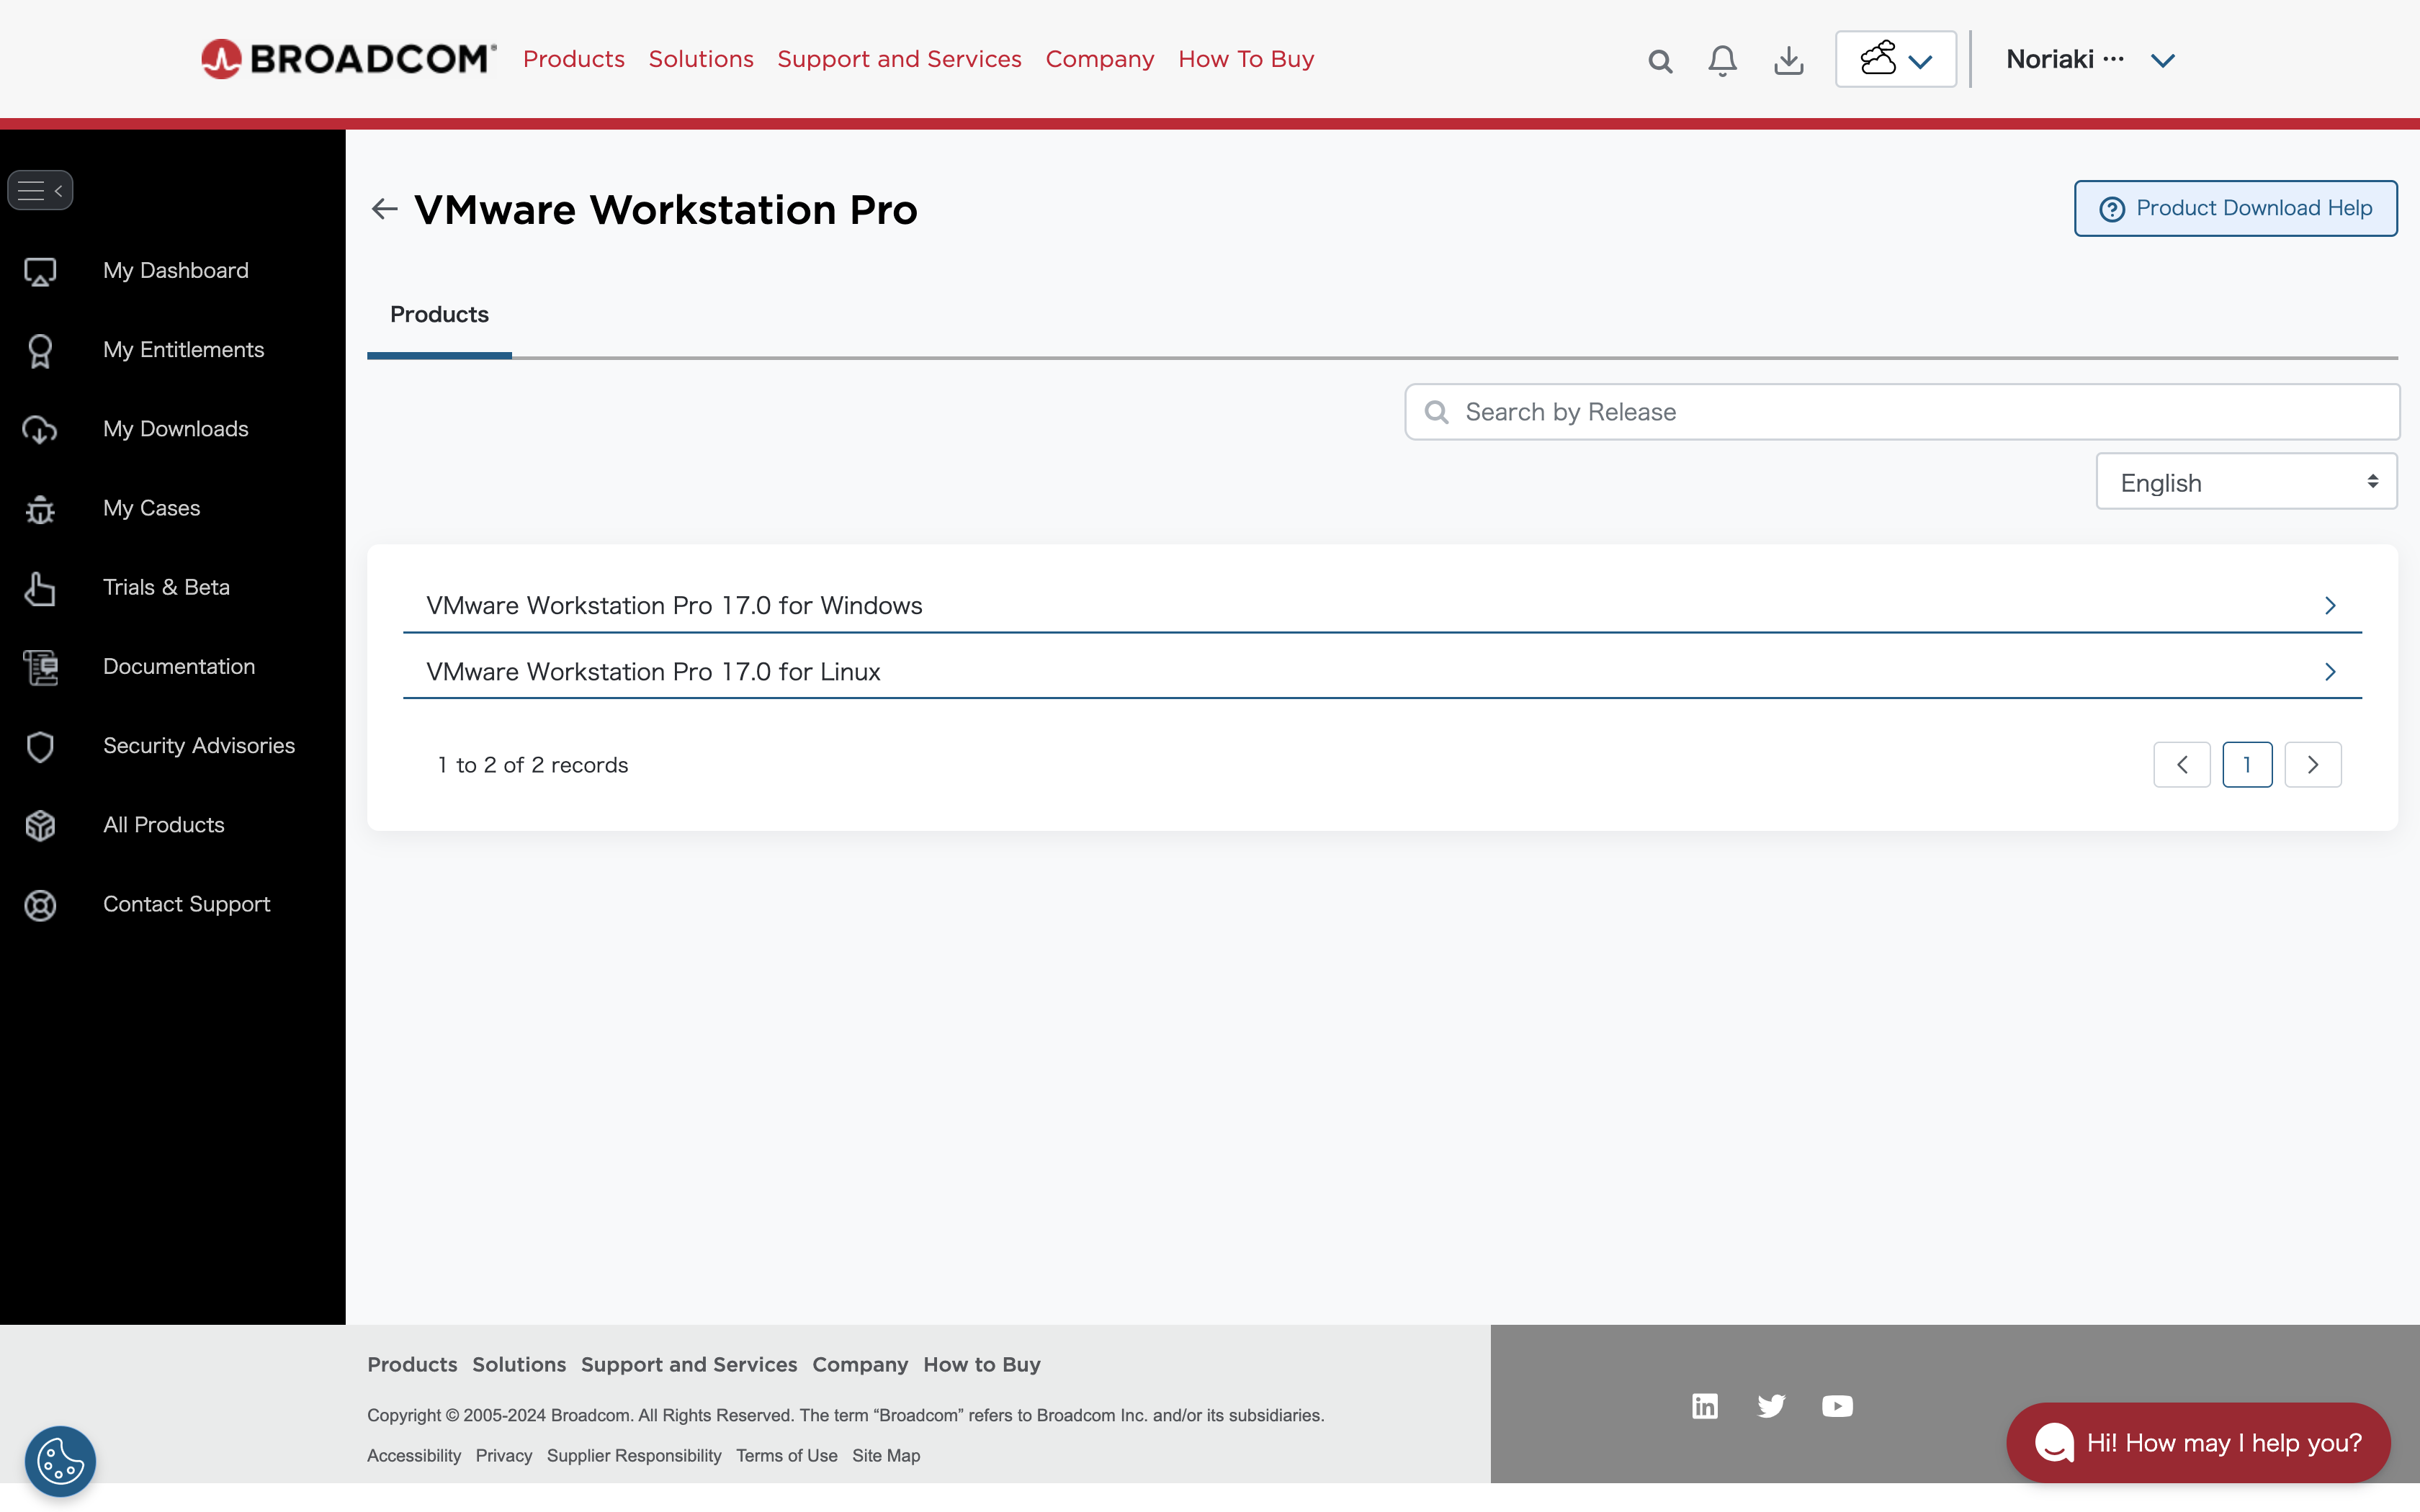 BROADCOM® Products Solutions Support and Services Company How To Buy Noriaki ···
VMware Workstation Pro
Product Download Help
My Dashboard
My Entitlements
My Downloads
My Cases
Trials & Beta
Documentation
Security Advisories
All Products
Contact Support
Products
Search by Release
English
VMware Workstation Pro 17.0 for Windows
VMware Workstation Pro 17.0 for Linux
1 to 2 of 2 records
1
Products Solutions Support and Services Company How to Buy
Copyright © 2005-2024 Broadcom. All Rights Reserved. The term “Broadcom” refers to Broadcom Inc. and/or its subsidiaries.
Accessibility Privacy Supplier Responsibility Terms of Use Site Map
Hi! How may I help you?